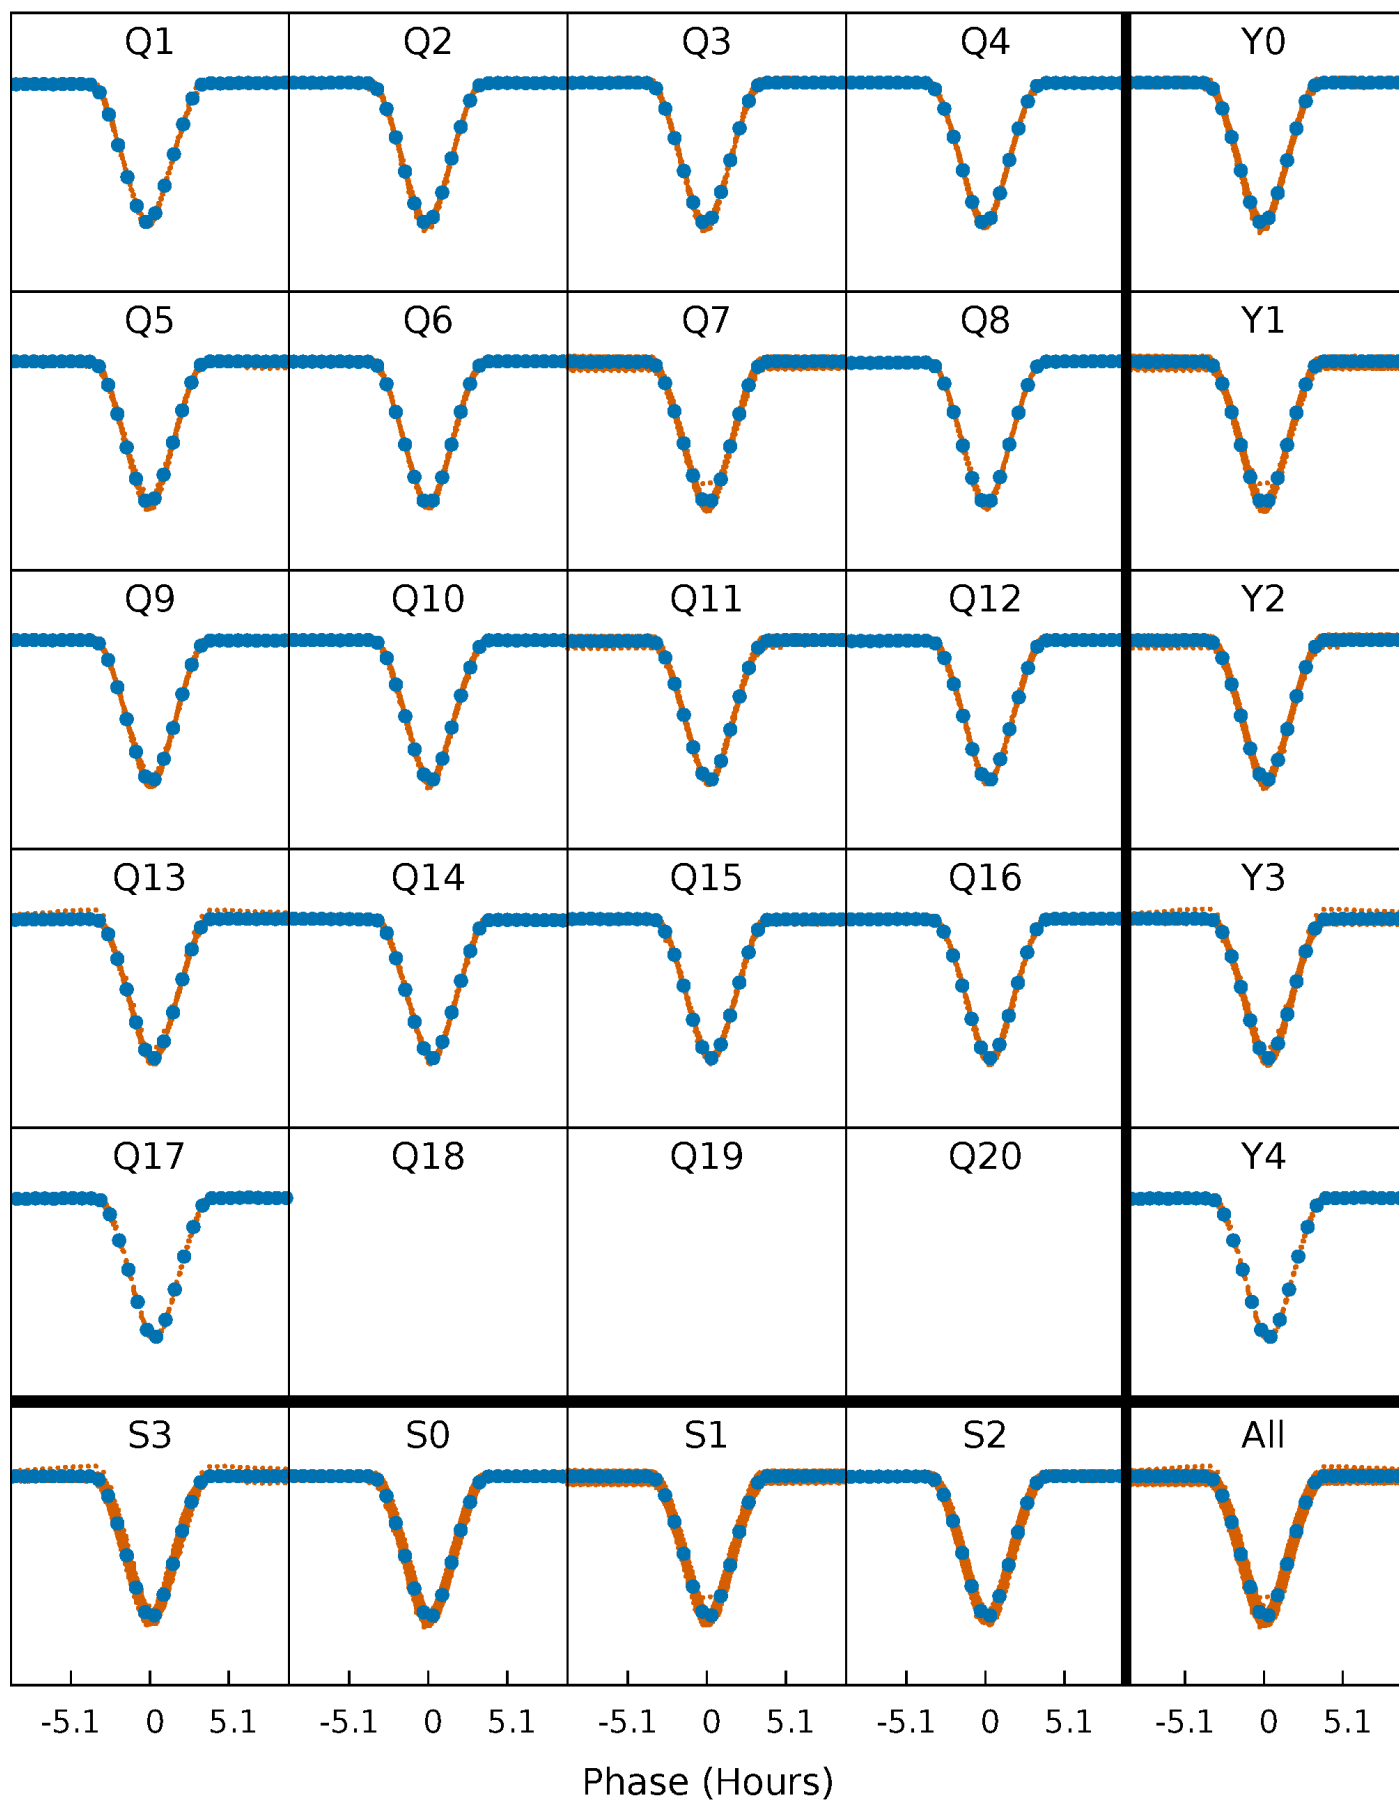 Q1 Q2 Q3 Q4 Y0
Q5 Q6 Q7 Q8 Y1
Q9 Q10 Q11 Q12 Y2
Q13 Q14 Q15 Q16 Y3
Q17 Q18 Q19 Q20 Y4
S3 S0 S1 S2 All
-5.1 0 5.1 -5.1 0 5.1 -5.1 0 5.1 -5.1 0 5.1 -5.1 0 5.1
Phase (Hours)